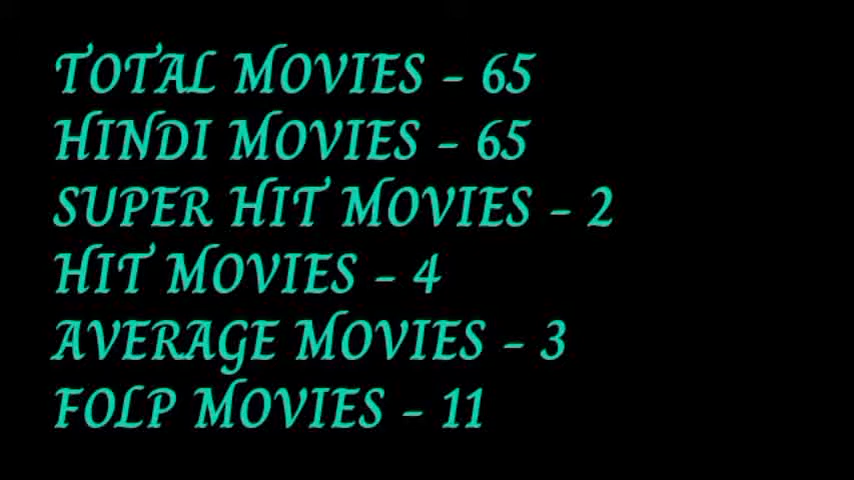 TOTAL MOVIES - 65
HINDI MOVIES - 65
SUPER HIT MOVIES - 2
HIT MOVIES - 4
AVERAGE MOVIES - 3
FOLP MOVIES - 11